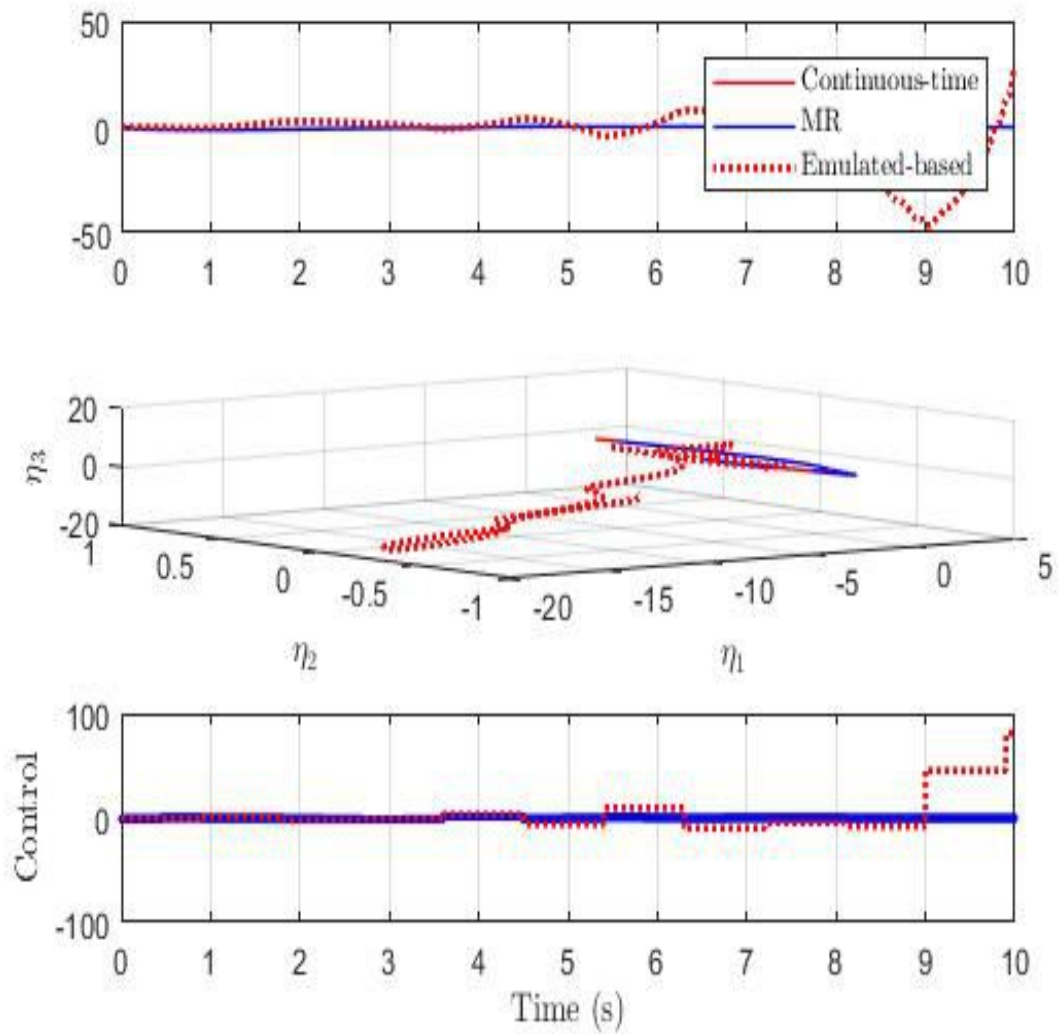 50
Continuous-time
MR
0
Emulated-based
-50
0 1 2 3 4 5 6 7 8 9 10
20
η3
0
-20
1 0.5 0 -0.5 -1 -20 -15 -10 -5 0 5
η2 η1
100
Control
0
-100
0 1 2 3 4 5 6 7 8 9 10
Time (s)